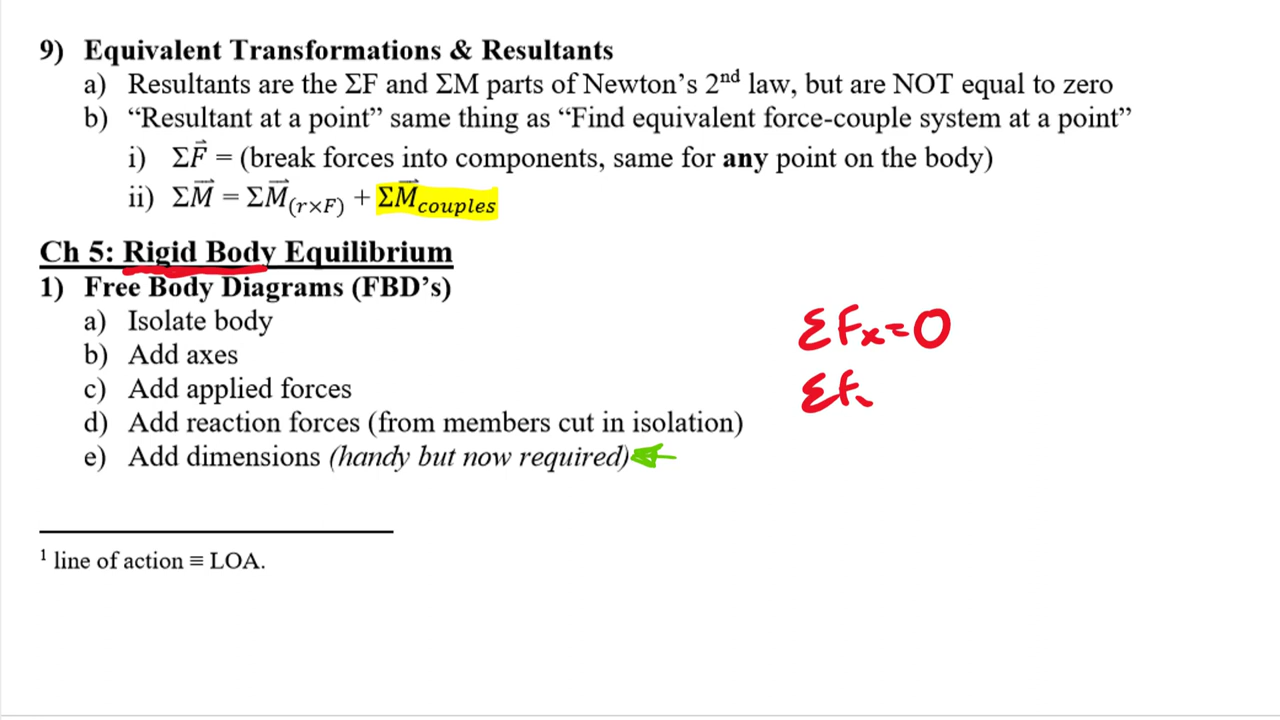 9) Equivalent Transformations & Resultants
a) Resultants are the ΣF and ΣM parts of Newton's 2nd law, but are NOT equal to zero
b) “Resultant at a point” same thing as “Find equivalent force-couple system at a point”
i) ΣF⃗ = (break forces into components, same for any point on the body)
ii) ΣM⃗ = ΣM⃗(r×F) + ΣM⃗couples
Ch 5: Rigid Body Equilibrium
1) Free Body Diagrams (FBD's)
a) Isolate body
ΣFx=0
b) Add axes
c) Add applied forces
ΣF
d) Add reaction forces (from members cut in isolation)
e) Add dimensions (handy but now required)
1 line of action ≡ LOA.